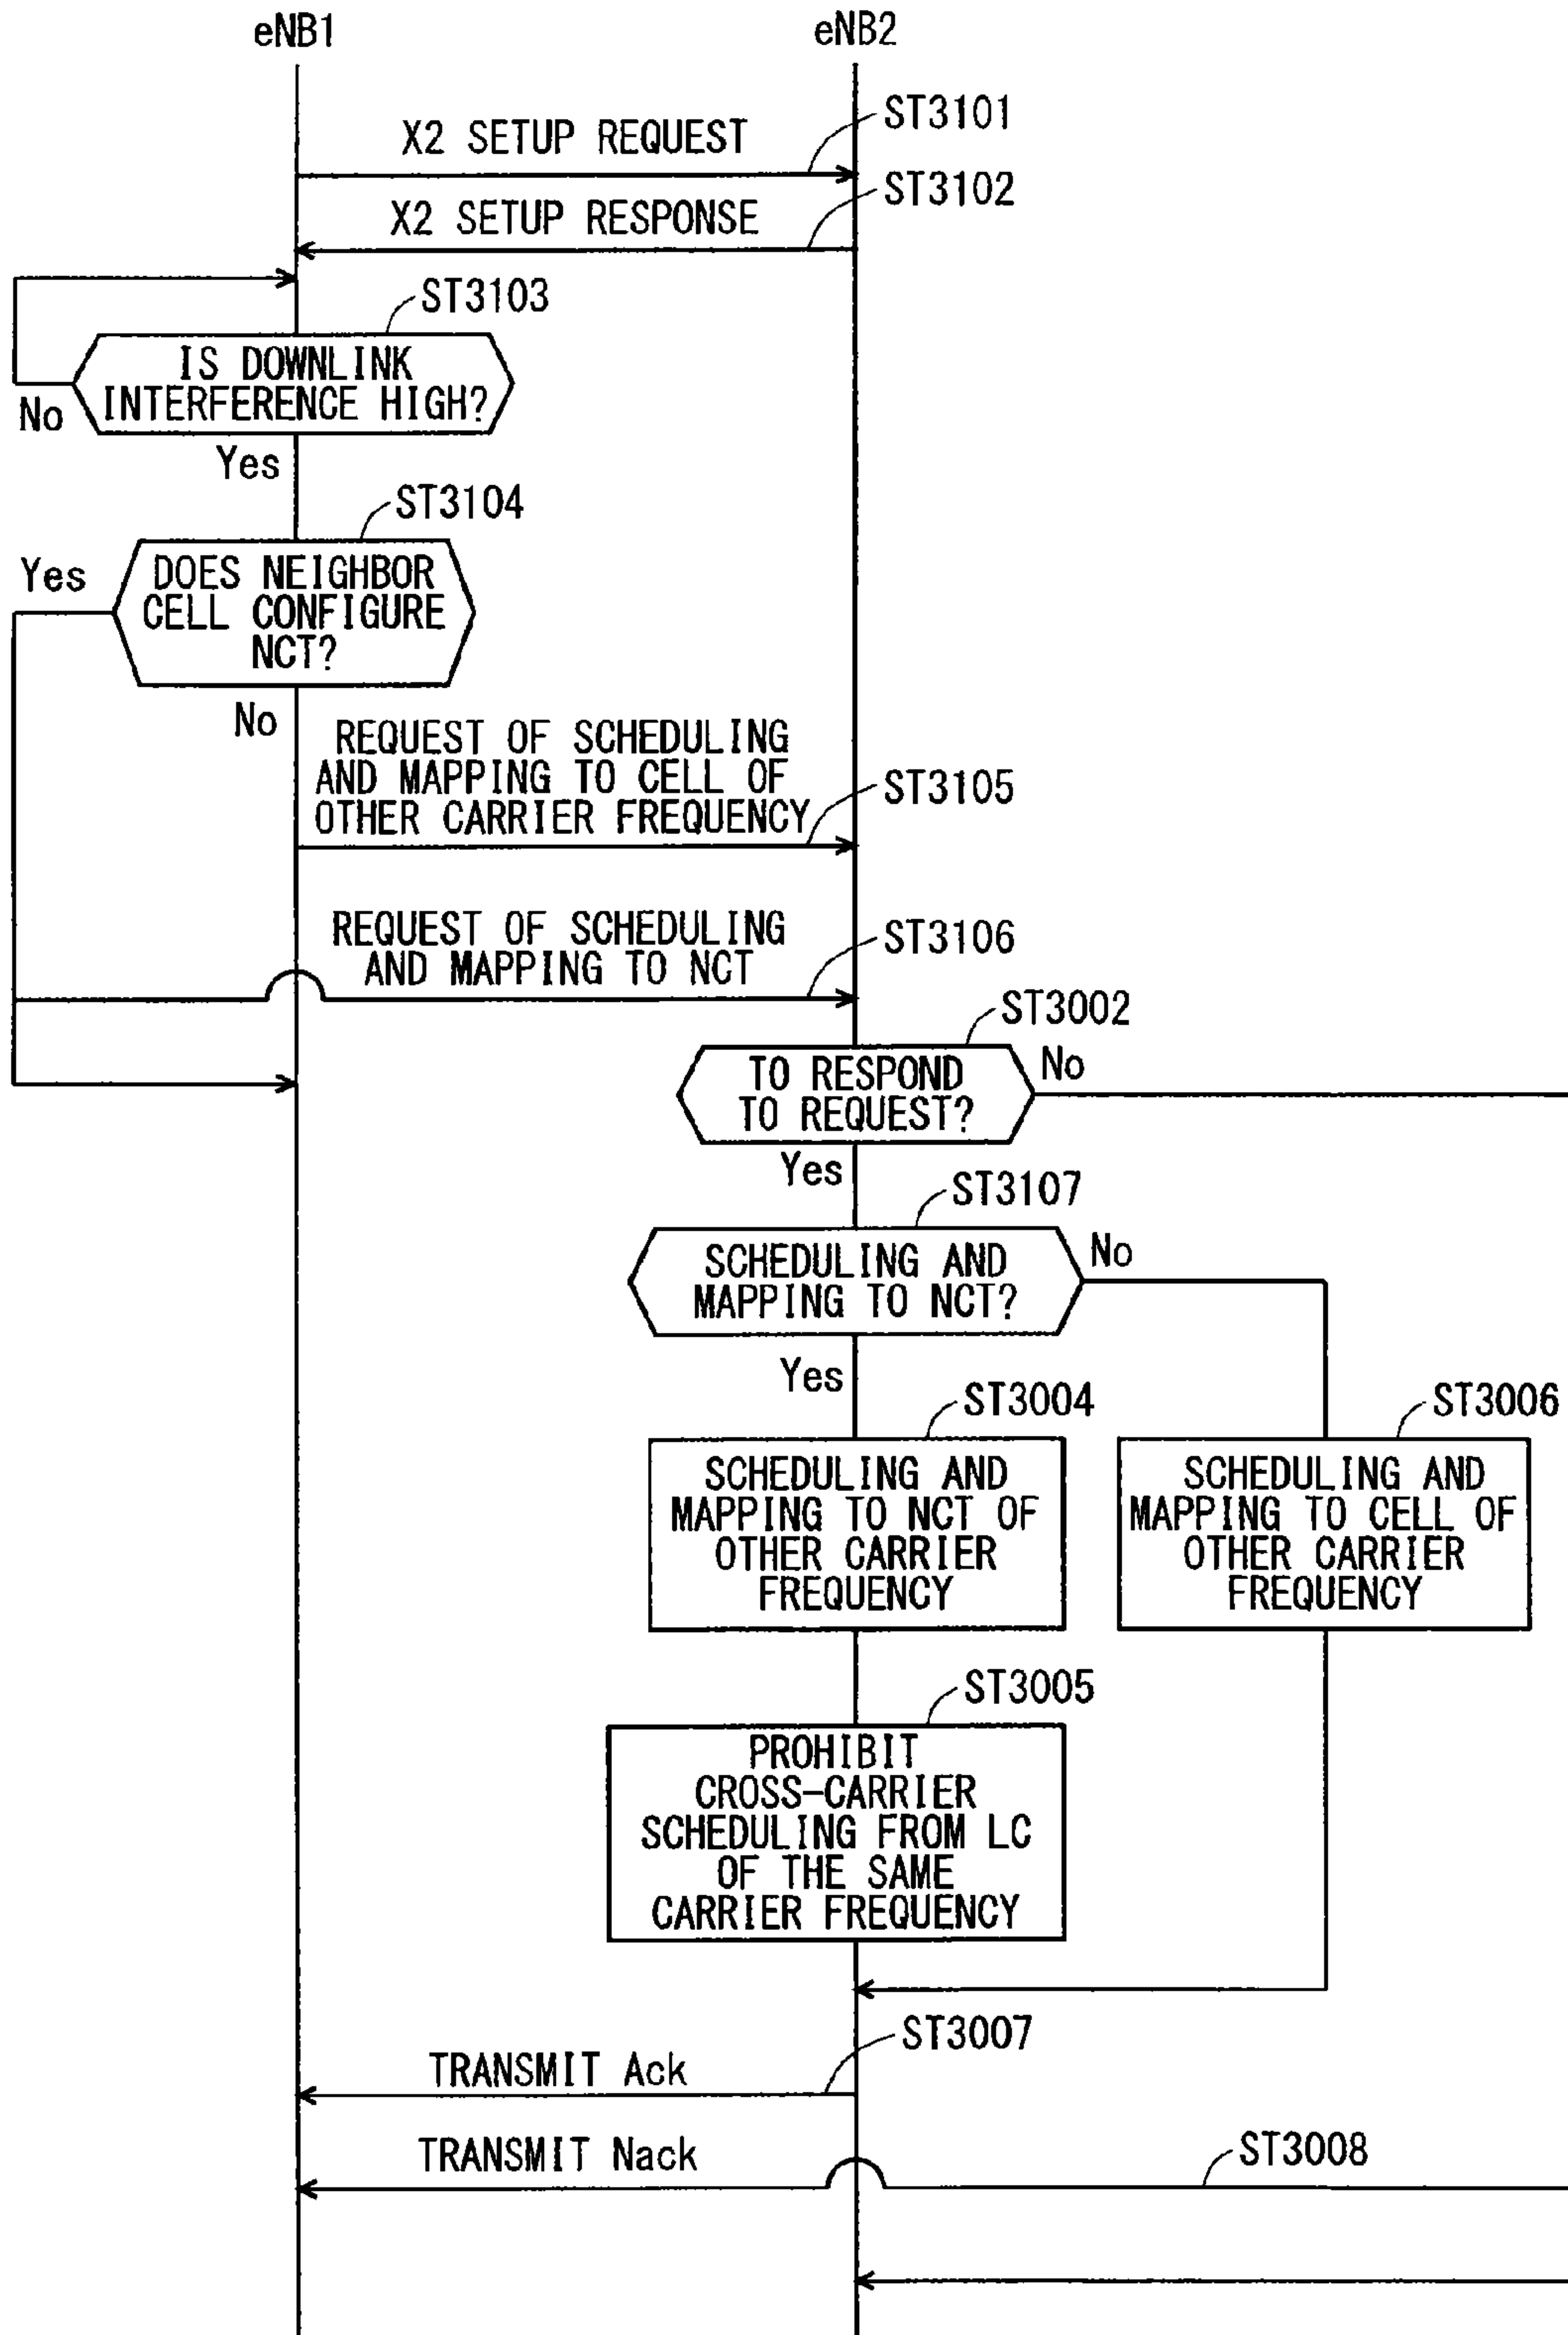 eNB1
eNB2
ST3101
X2 SETUP REQUEST
ST3102
X2 SETUP RESPONSE
ST3103
IS DOWNLINK
INTERFERENCE HIGH?
No
Yes
ST3104
Yes
DOES NEIGHBOR
CELL CONFIGURE
NCT?
No
REQUEST OF SCHEDULING
AND MAPPING TO CELL OF
OTHER CARRIER FREQUENCY
ST3105
REQUEST OF SCHEDULING
AND MAPPING TO NCT
ST3106
ST3002
TO RESPOND
TO REQUEST?
No
Yes
ST3107
SCHEDULING AND
MAPPING TO NCT?
No
Yes
ST3004
SCHEDULING AND
MAPPING TO NCT OF
OTHER CARRIER
FREQUENCY
ST3006
SCHEDULING AND
MAPPING TO CELL OF
OTHER CARRIER
FREQUENCY
ST3005
PROHIBIT
CROSS-CARRIER
SCHEDULING FROM LC
OF THE SAME
CARRIER FREQUENCY
ST3007
TRANSMIT Ack
TRANSMIT Nack
ST3008